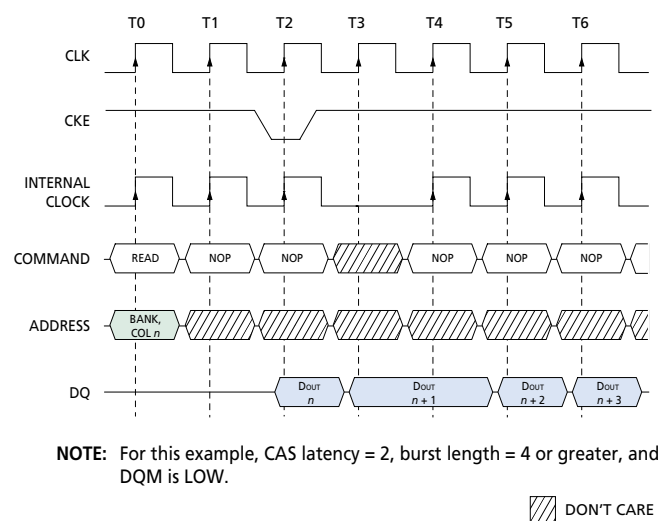 T0 T1 T2 T3 T4 T5 T6
CLK
CKE
INTERNAL
CLOCK
COMMAND READ NOP NOP NOP NOP NOP
ADDRESS BANK,
COL n
DQ DOUT DOUT DOUT DOUT
n n + 1 n + 2 n + 3
NOTE: For this example, CAS latency = 2, burst length = 4 or greater, and
DQM is LOW.
DON'T CARE